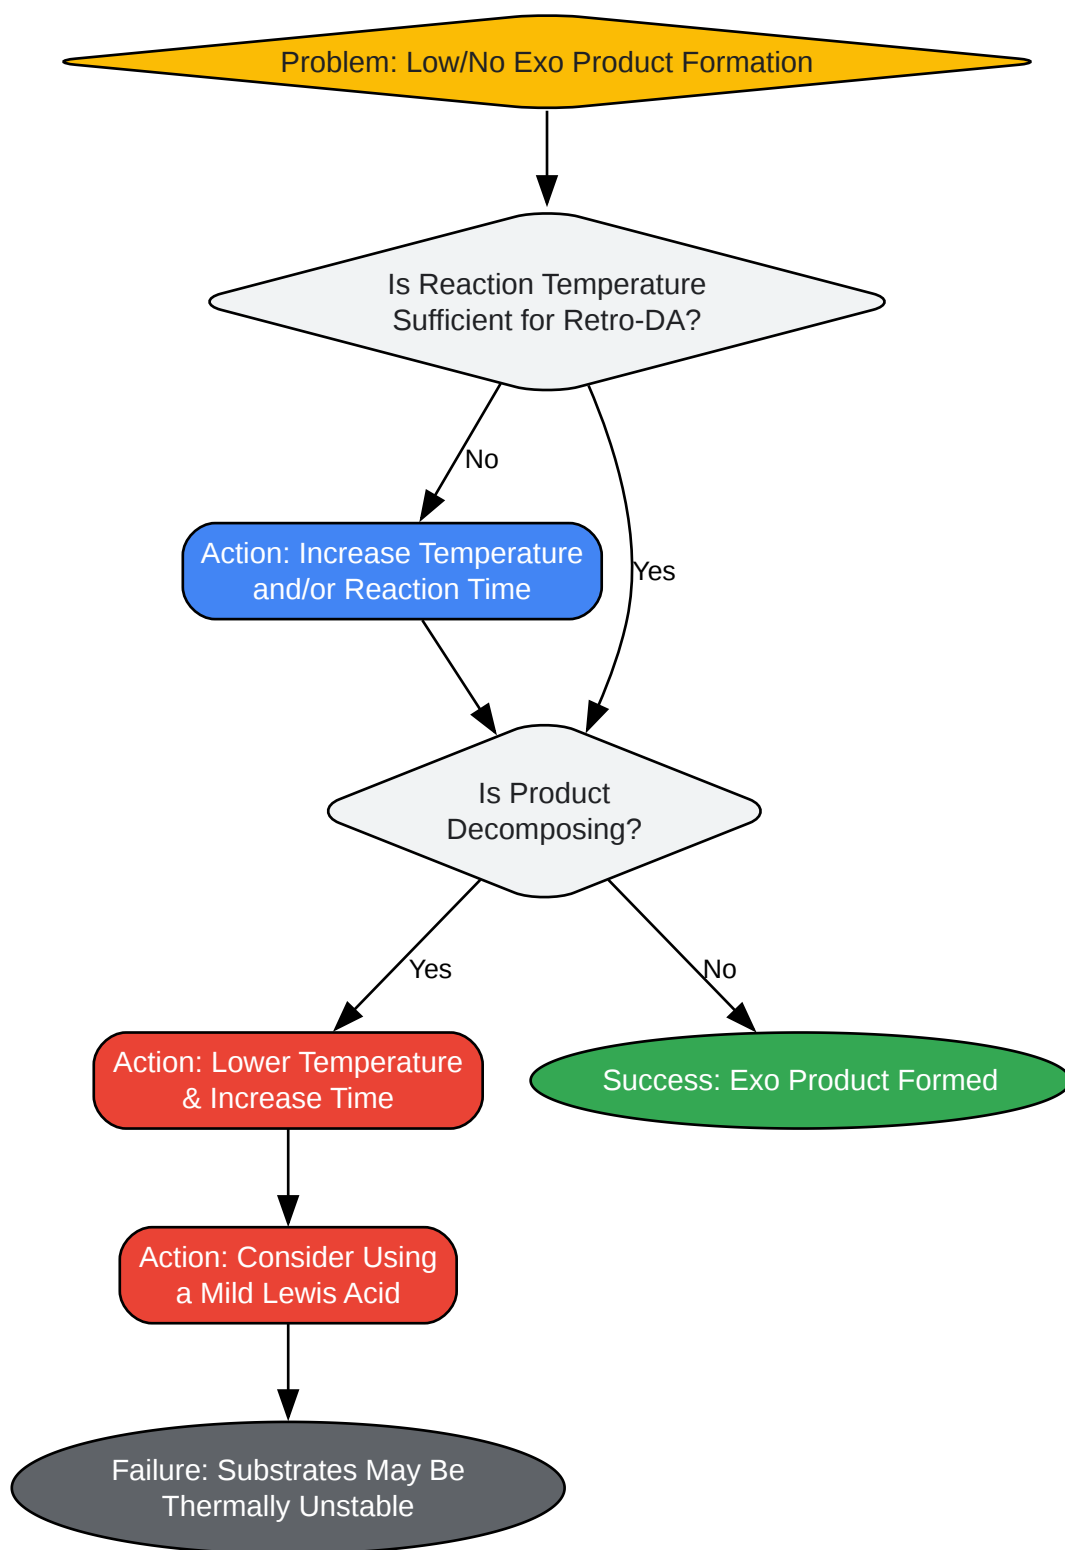 Problem: Low/No Exo Product Formation
Is Reaction Temperature
Sufficient for Retro-DA?
No
Action: Increase Temperature
and/or Reaction Time
Yes
Is Product
Decomposing?
Yes
No
Action: Lower Temperature
& Increase Time
Success: Exo Product Formed
Action: Consider Using
a Mild Lewis Acid
Failure: Substrates May Be
Thermally Unstable